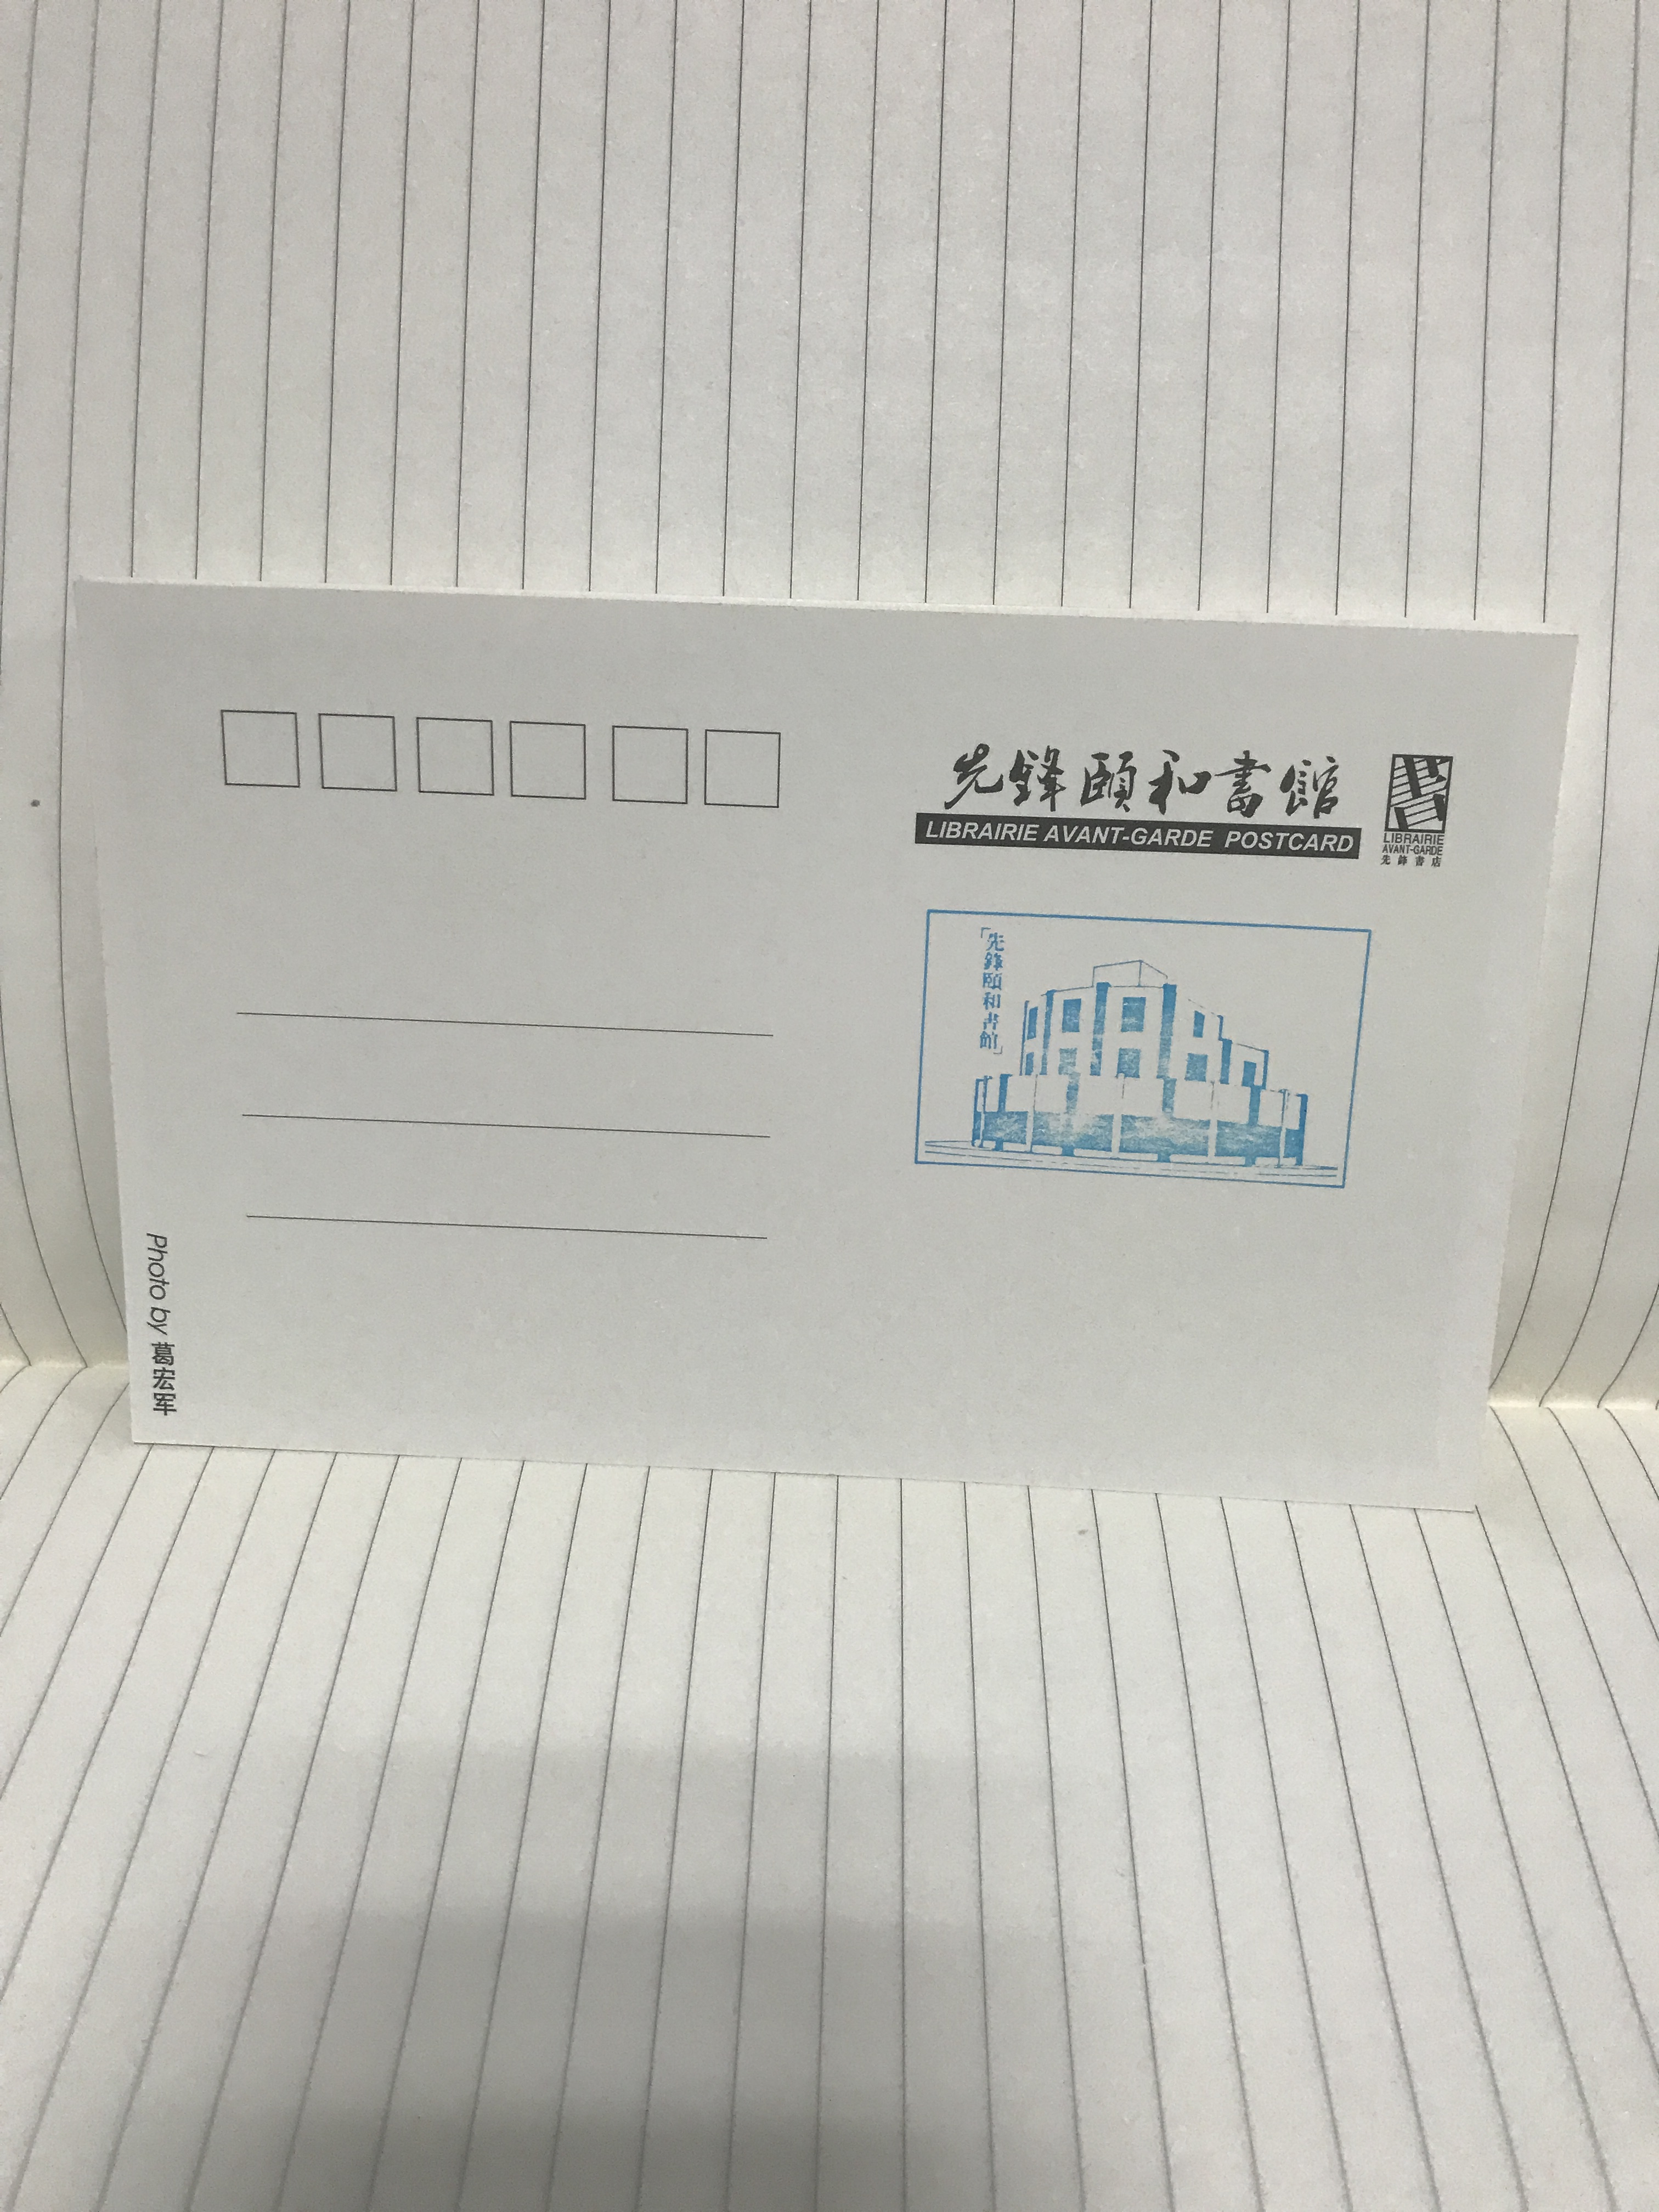 先鋒頤和書館
LIBRAIRIE AVANT-GARDE POSTCARD
LIBRAIRIE
AVANT-GARDE
先鋒書店
「先鋒頤和书館」
Photo by 葛宏军